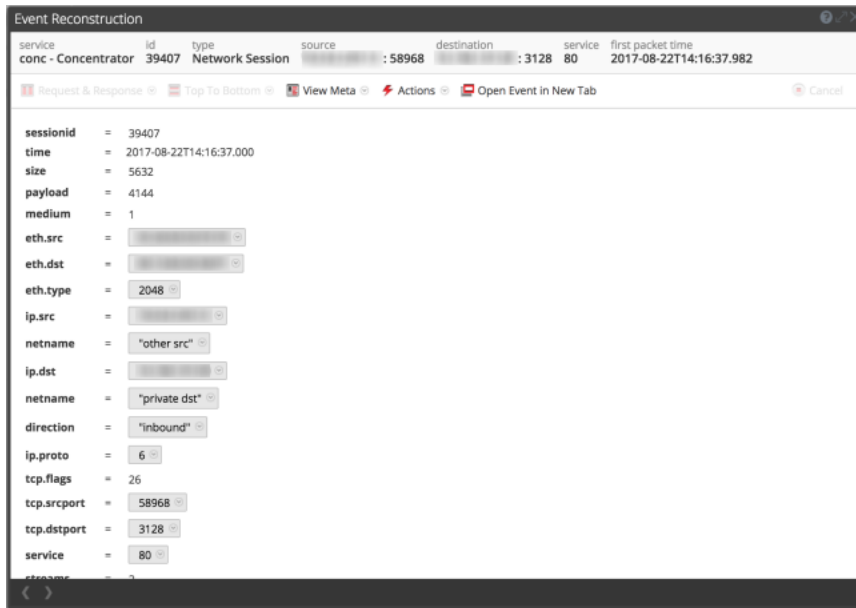 Event Reconstruction
service id type source destination service first packet time
conc - Concentrator 39407 Network Session : 58968 : 3128 80 2017-08-22T14:16:37.982
Request & Response Top To Bottom View Meta Actions Open Event in New Tab Cancel
sessionid = 39407
time = 2017-08-22T14:16:37.000
size = 5632
payload = 4144
medium = 1
eth.src =
eth.dst =
eth.type = 2048
ip.src =
netname = "other src"
ip.dst =
netname = "private dst"
direction = "inbound"
ip.proto = 6
tcp.flags = 26
tcp.srcport = 58968
tcp.dstport = 3128
service = 80
streams = 2